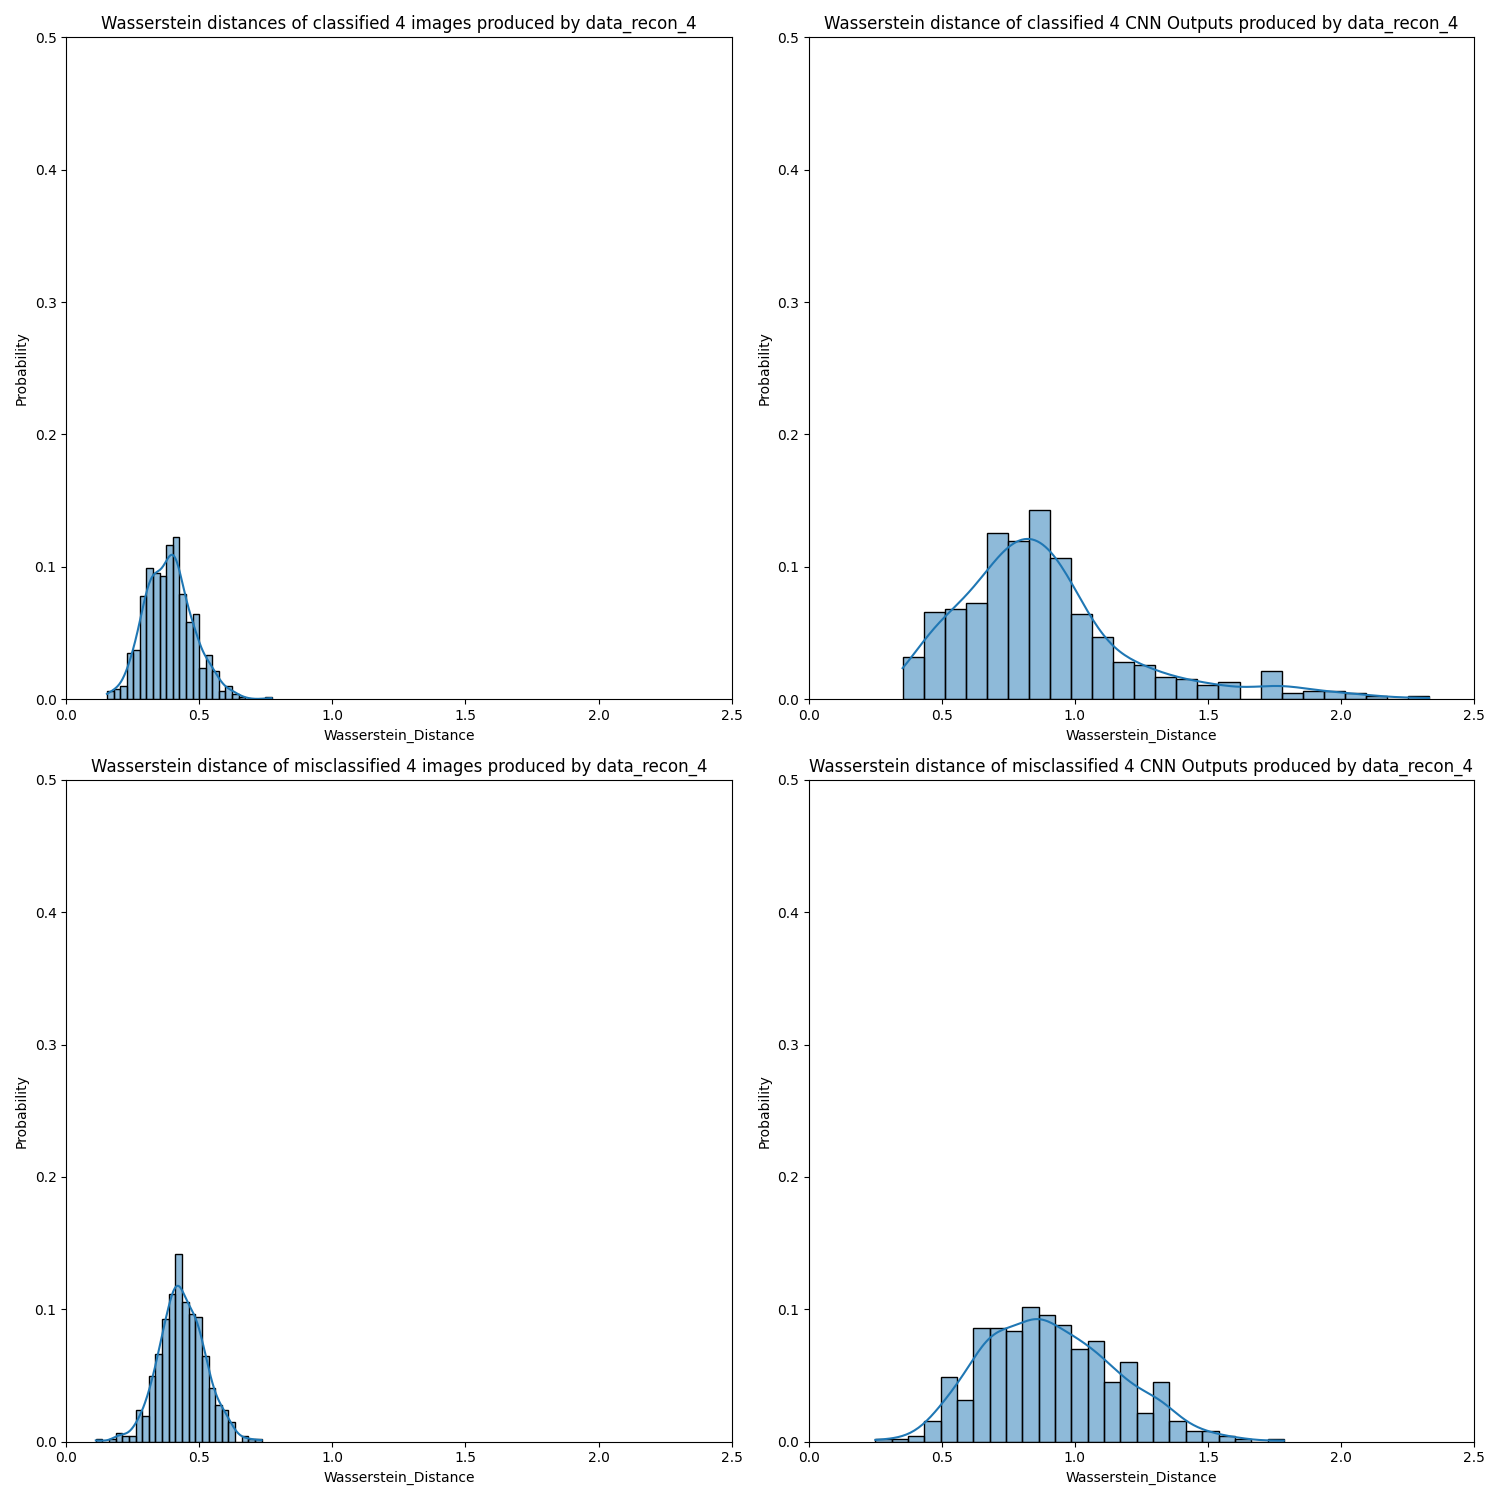 Wasserstein distances of classified 4 images produced by data_recon_4
0.5
0.4
0.3
0.2
0.1
0.0
Probability
0.0 0.5 1.0 1.5 2.0 2.5
Wasserstein_Distance
Wasserstein distance of classified 4 CNN Outputs produced by data_recon_4
0.5
0.4
0.3
0.2
0.1
0.0
Probability
0.0 0.5 1.0 1.5 2.0 2.5
Wasserstein_Distance
Wasserstein distance of misclassified 4 images produced by data_recon_4
0.5
0.4
0.3
0.2
0.1
0.0
Probability
0.0 0.5 1.0 1.5 2.0 2.5
Wasserstein_Distance
Wasserstein distance of misclassified 4 CNN Outputs produced by data_recon_4
0.5
0.4
0.3
0.2
0.1
0.0
Probability
0.0 0.5 1.0 1.5 2.0 2.5
Wasserstein_Distance